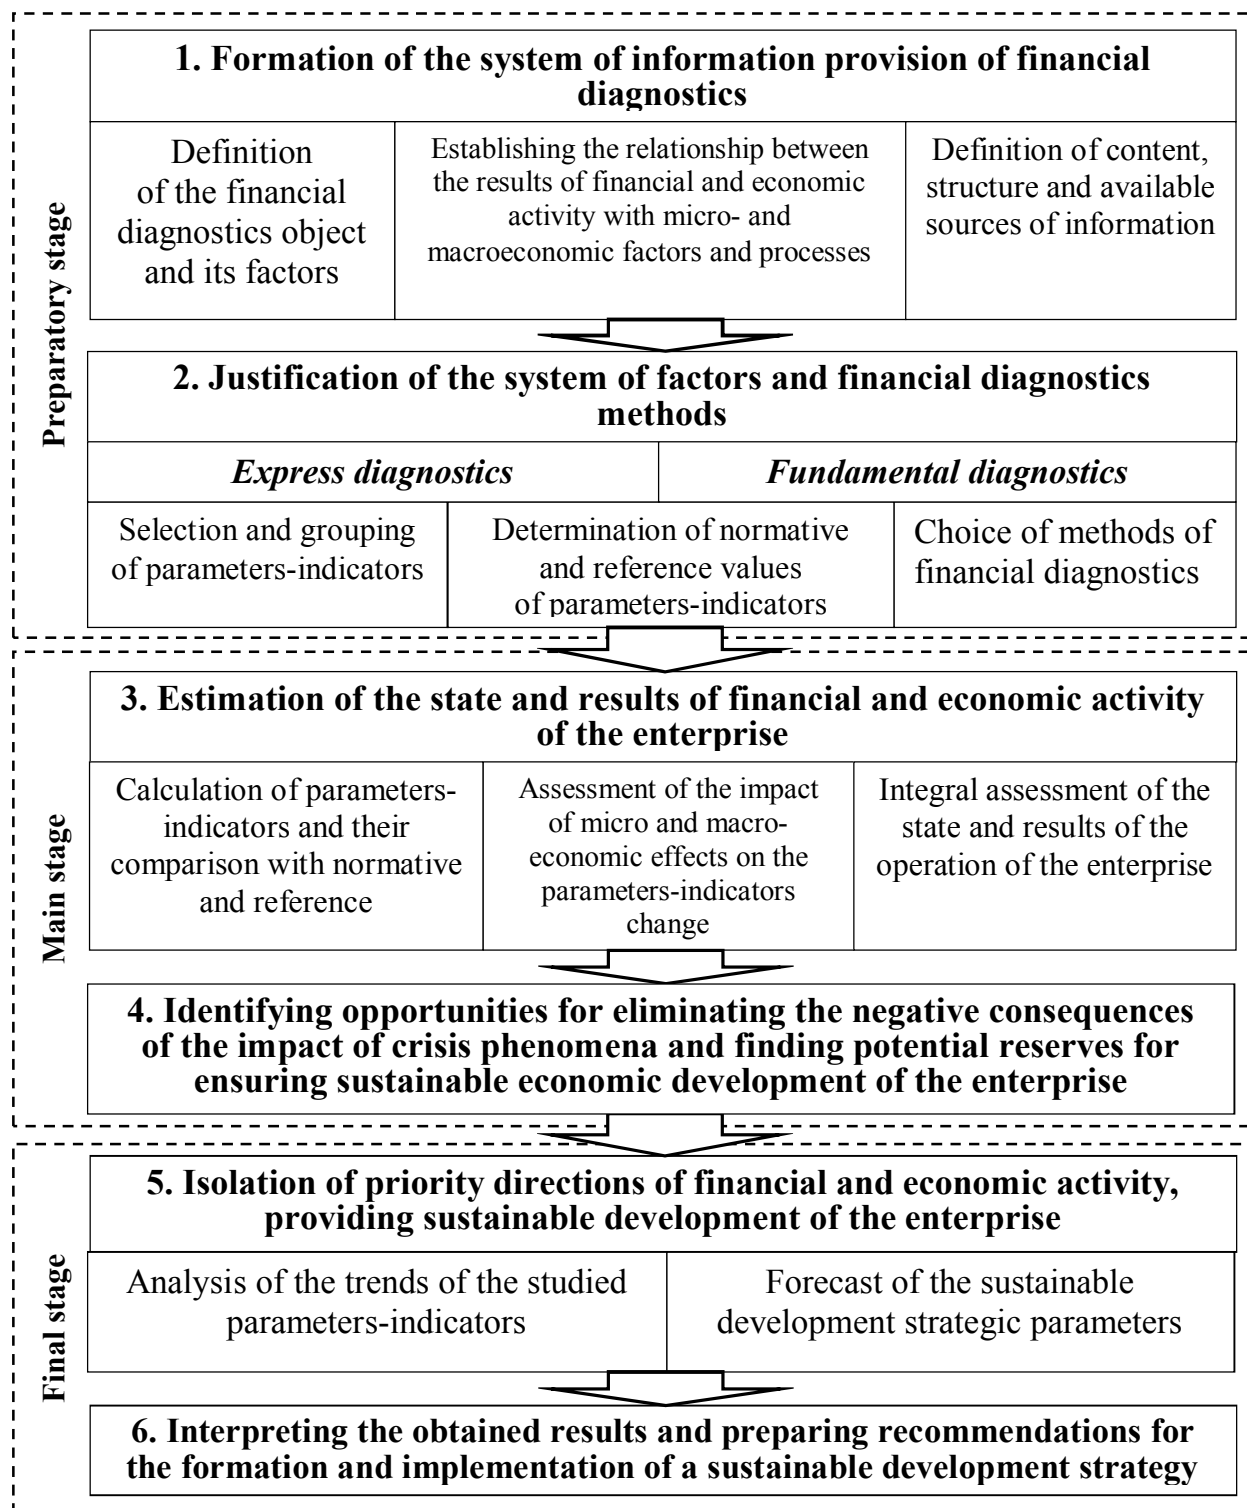 Preparatory stage
1. Formation of the system of information provision of financial
diagnostics
Definition
of the financial
diagnostics object
and its factors
Establishing the relationship between
the results of financial and economic
activity with micro- and
macroeconomic factors and processes
Definition of content,
structure and available
sources of information
2. Justification of the system of factors and financial diagnostics
methods
Express diagnostics
Fundamental diagnostics
Selection and grouping
of parameters-indicators
Determination of normative
and reference values
of parameters-indicators
Choice of methods of
financial diagnostics
Main stage
3. Estimation of the state and results of financial and economic activity
of the enterprise
Calculation of parameters-
indicators and their
comparison with normative
and reference
Assessment of the impact
of micro and macro-
economic effects on the
parameters-indicators
change
Integral assessment of the
state and results of the
operation of the enterprise
4. Identifying opportunities for eliminating the negative consequences
of the impact of crisis phenomena and finding potential reserves for
ensuring sustainable economic development of the enterprise
Final stage
5. Isolation of priority directions of financial and economic activity,
providing sustainable development of the enterprise
Analysis of the trends of the studied
parameters-indicators
Forecast of the sustainable
development strategic parameters
6. Interpreting the obtained results and preparing recommendations for
the formation and implementation of a sustainable development strategy